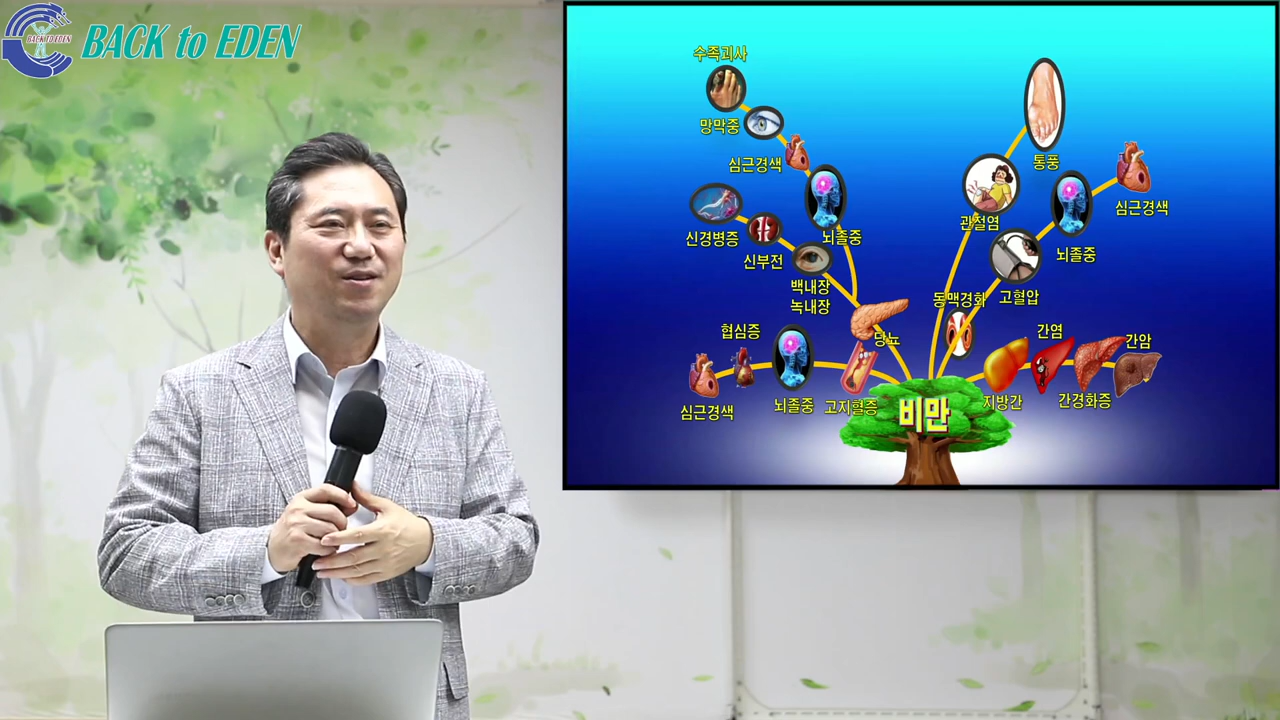 BACK TO EDEN
BACK to EDEN
수족괴사
망막중
심근경색
뇌졸중
신경병증
신부전
백내장
녹내장
당뇨
협심증
심근경색
뇌졸중
고지혈증
비만
통풍
관절염
심근경색
뇌졸중
고혈압
동맥경화
지방간
간염
간경화증
간암